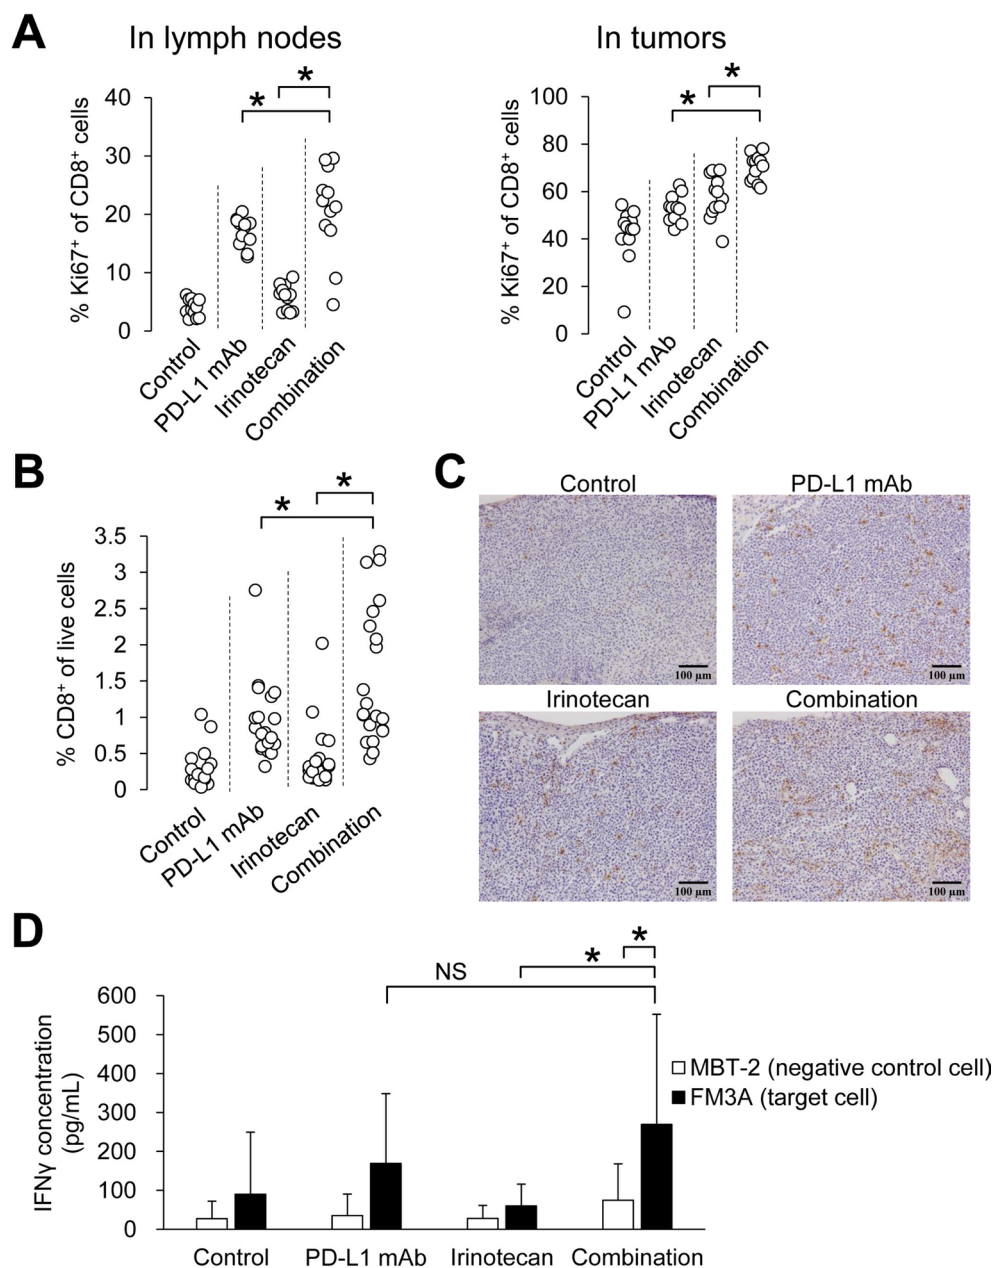 A
In lymph nodes
In tumors
*
*
% Ki67⁺ of CD8⁺ cells
40
30
20
10
0
Control
PD-L1 mAb
Irinotecan
Combination
*
*
% Ki67⁺ of CD8⁺ cells
100
80
60
40
20
0
Control
PD-L1 mAb
Irinotecan
Combination
B
*
*
% CD8⁺ of live cells
3.5
3
2.5
2
1.5
1
0.5
0
Control
PD-L1 mAb
Irinotecan
Combination
C
Control
PD-L1 mAb
100 µm
100 µm
Irinotecan
Combination
100 µm
100 µm
D
*
*
NS
IFNγ concentration
(pg/mL)
600
500
400
300
200
100
0
MBT-2 (negative control cell)
FM3A (target cell)
Control
PD-L1 mAb
Irinotecan
Combination